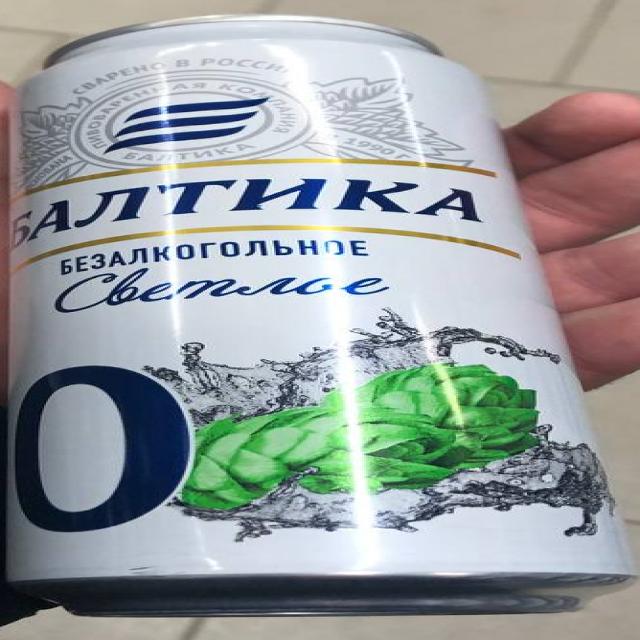 СВАРЕНО В РОССИИ
ПИВОВАРЕННАЯ КОМПАНИЯ
БАЛТИКА
1990 Г
БАЛТИКА
БЕЗАЛКОГОЛЬНОЕ
Светлое
0